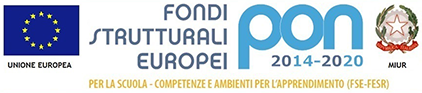 FONDI
STRUTTURALI
EUROPEI
pon
2014-2020
UNIONE EUROPEA
MIUR
PER LA SCUOLA - COMPETENZE E AMBIENTI PER L'APPRENDIMENTO (FSE-FESR)